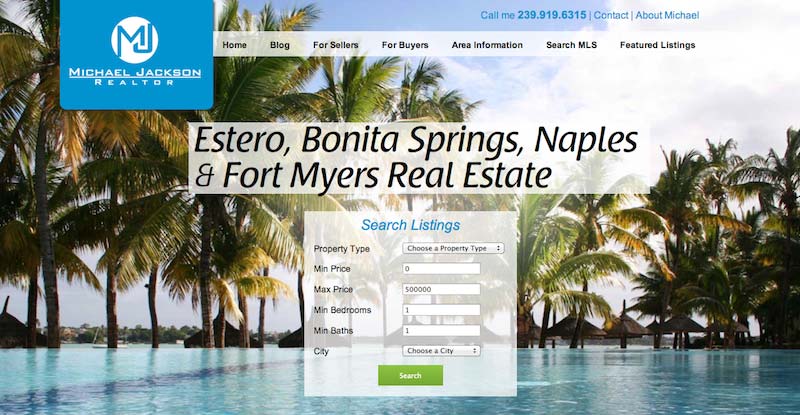 Call me 239.919.6315 | Contact | About Michael
MJ
MICHAEL JACKSON
REALTOR
Home Blog For Sellers For Buyers Area Information Search MLS Featured Listings
Estero, Bonita Springs, Naples
& Fort Myers Real Estate
Search Listings
Property Type Choose a Property Type
Min Price 0
Max Price 500000
Min Bedrooms 1
Min Baths 1
City Choose a City
Search